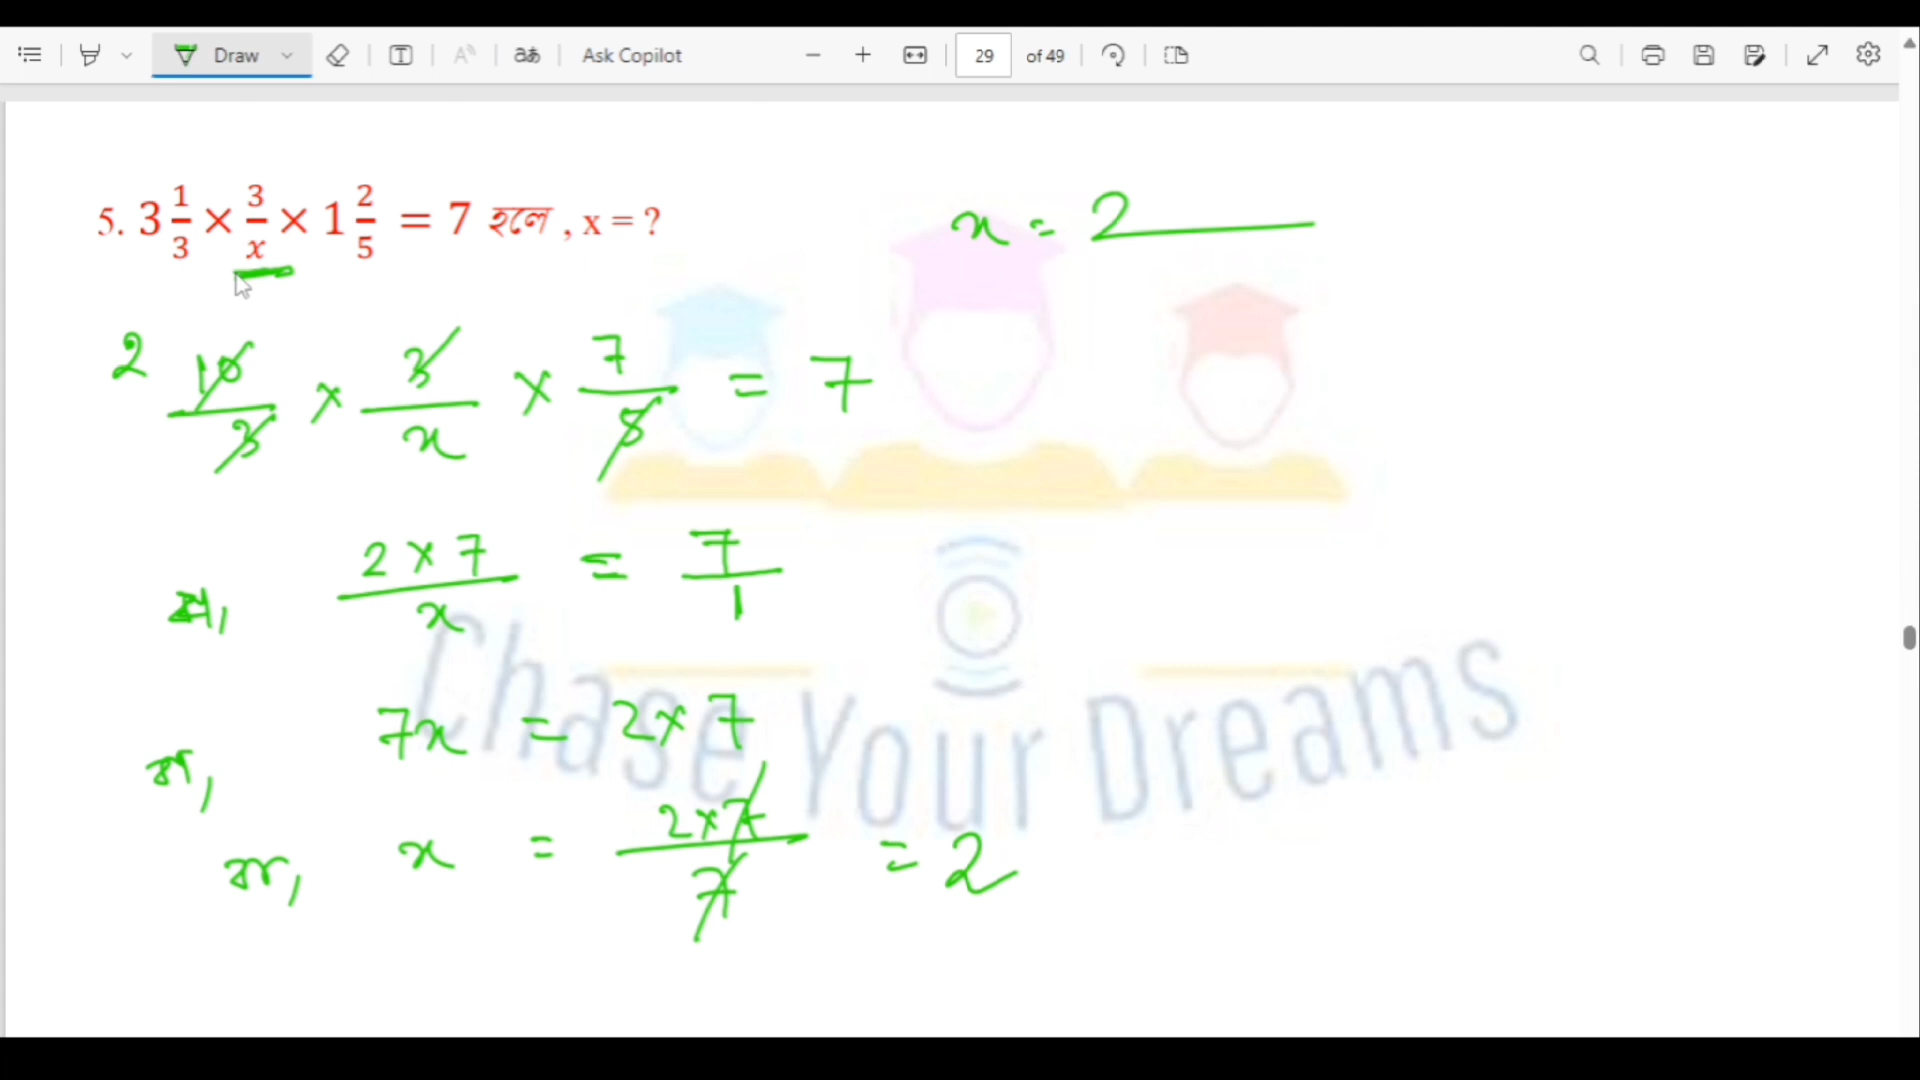 Draw Ask Copilot 29 of 49
5. 3 1/3 × 3/x × 1 2/5 = 7 হলে , x = ?
x = 2
2 10/3 × 3/x × 7/5 = 7
বা, 2 × 7/x = 7/1
বা, 7x = 2 × 7
বা, x = 2 × 7/7 = 2
Chase Your Dreams